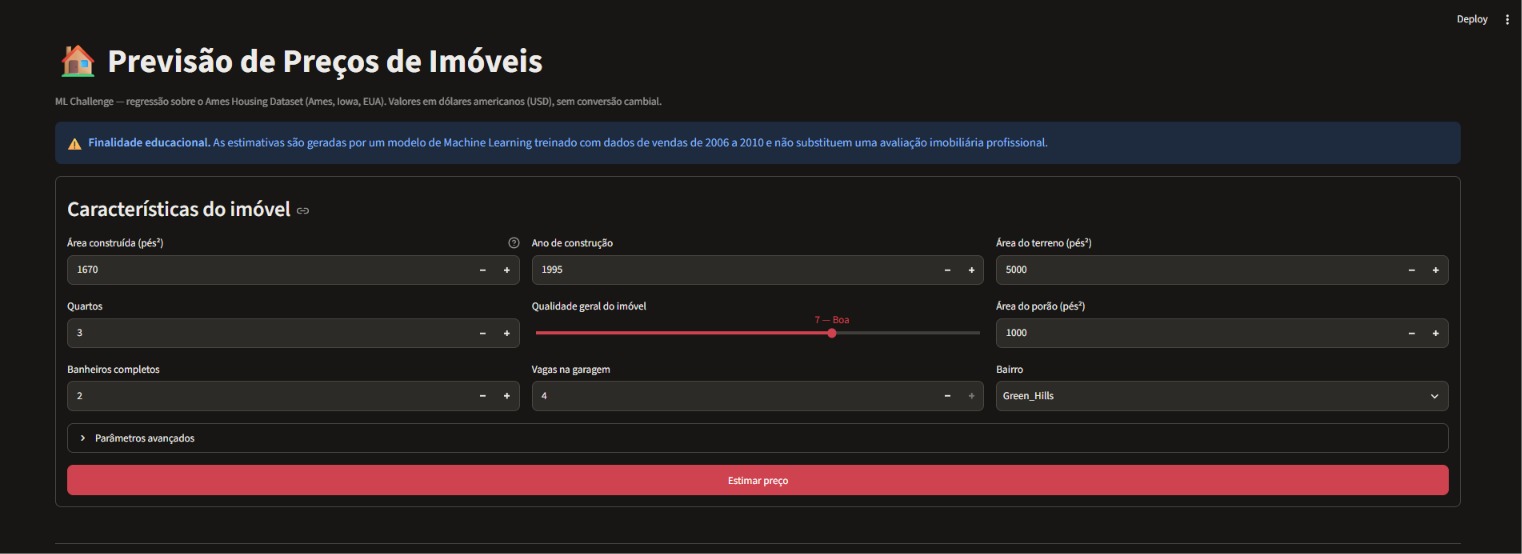 Deploy
Previsão de Preços de Imóveis
ML Challenge — regressão sobre o Ames Housing Dataset (Ames, Iowa, EUA). Valores em dólares americanos (USD), sem conversão cambial.
Finalidade educacional. As estimativas são geradas por um modelo de Machine Learning treinado com dados de vendas de 2006 a 2010 e não substituem uma avaliação imobiliária profissional.
Características do imóvel
Área construída (pés²)
1670
Ano de construção
1995
Área do terreno (pés²)
5000
Quartos
3
Qualidade geral do imóvel
7 — Boa
Área do porão (pés²)
1000
Banheiros completos
2
Vagas na garagem
4
Bairro
Green_Hills
Parâmetros avançados
Estimar preço